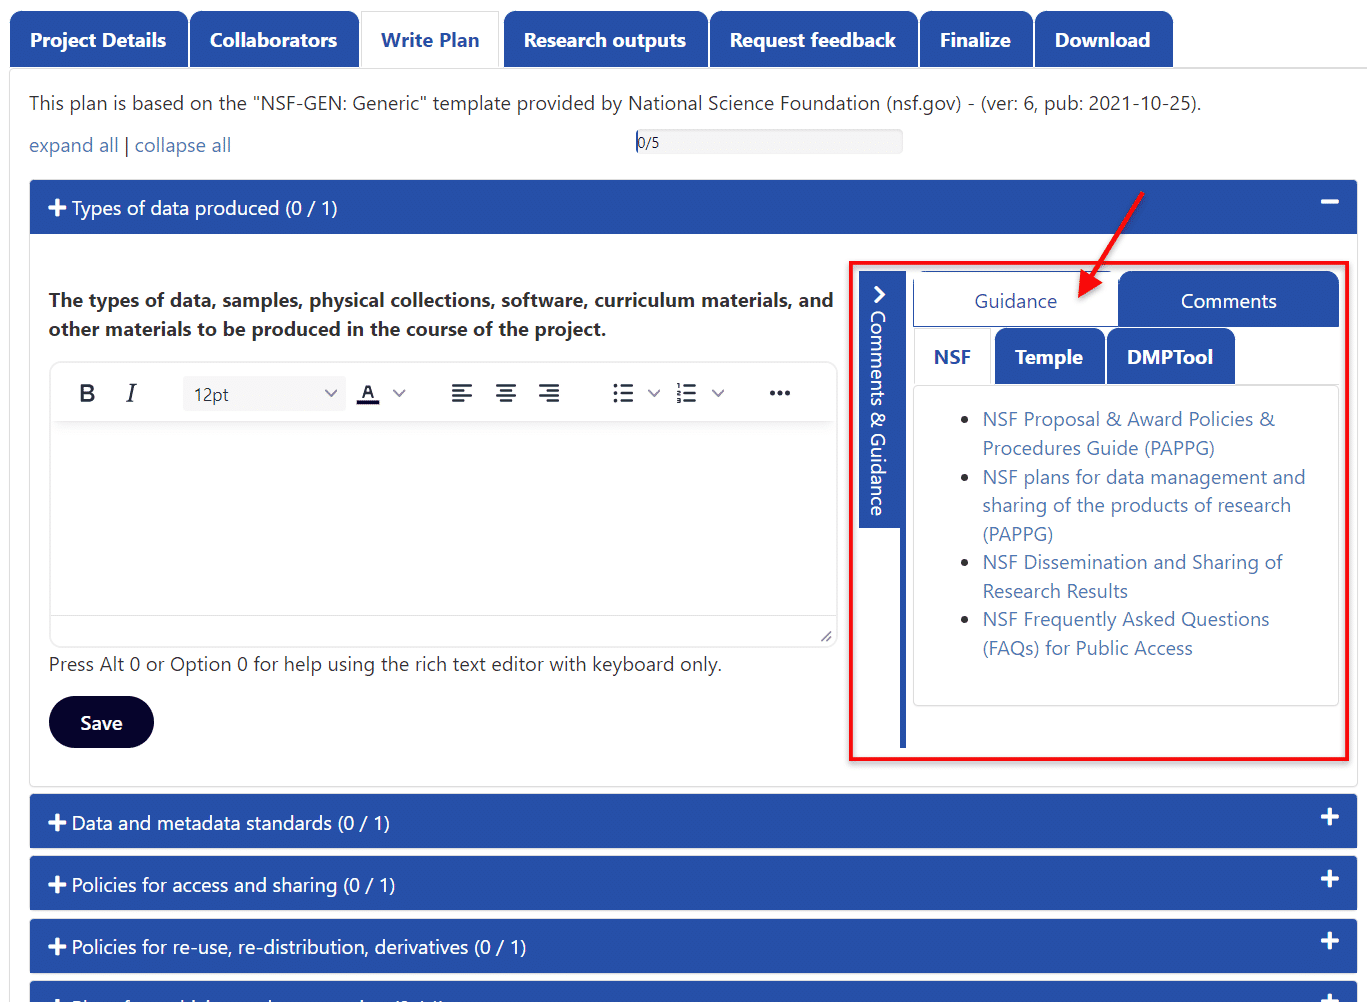 Project Details
Collaborators
Write Plan
Research outputs
Request feedback
Finalize
Download
This plan is based on the "NSF-GEN: Generic" template provided by National Science Foundation (nsf.gov) - (ver: 6, pub: 2021-10-25).
expand all | collapse all
0/5
Types of data produced (0 / 1)
The types of data, samples, physical collections, software, curriculum materials, and
other materials to be produced in the course of the project.
B I 12pt A
Press Alt 0 or Option 0 for help using the rich text editor with keyboard only.
Save
Comments & Guidance
Guidance
Comments
NSF
Temple
DMPTool
NSF Proposal & Award Policies &
Procedures Guide (PAPPG)
NSF plans for data management and
sharing of the products of research
(PAPPG)
NSF Dissemination and Sharing of
Research Results
NSF Frequently Asked Questions
(FAQs) for Public Access
Data and metadata standards (0 / 1)
Policies for access and sharing (0 / 1)
Policies for re-use, re-distribution, derivatives (0 / 1)